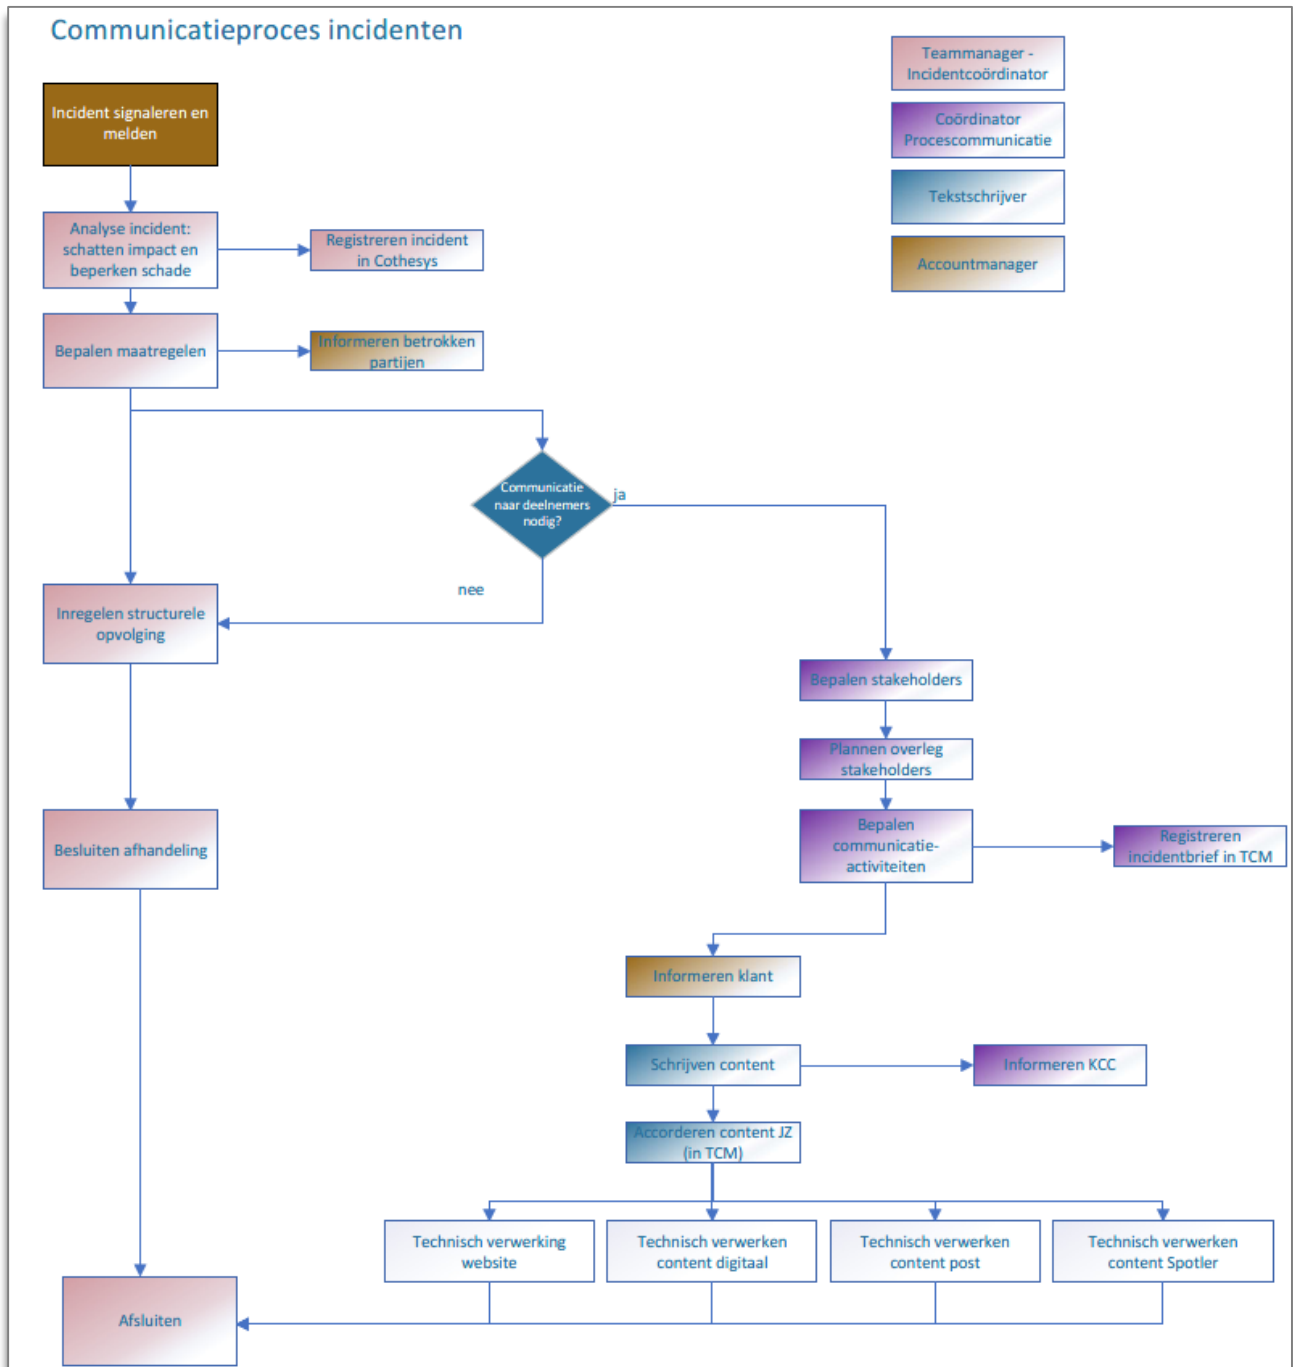 Communicatieproces incidenten
Teammanager -
Incidentcoördinator
Coördinator
Procescommunicatie
Tekstschrijver
Accountmanager
Incident signaleren en
melden
Analyse incident:
schatten impact en
beperken schade
Registreren incident
in Cothesys
Bepalen maatregelen
Informeren betrokken
partijen
Communicatie
naar deelnemers
nodig?
ja
nee
Inregelen structurele
opvolging
Bepalen stakeholders
Plannen overleg
stakeholders
Besluiten afhandeling
Bepalen
communicatie-
activiteiten
Registreren
incidentbrief in TCM
Informeren klant
Schrijven content
Informeren KCC
Accorderen content JZ
(in TCM)
Technisch verwerking
website
Technisch verwerken
content digitaal
Technisch verwerken
content post
Technisch verwerken
content Spotler
Afsluiten